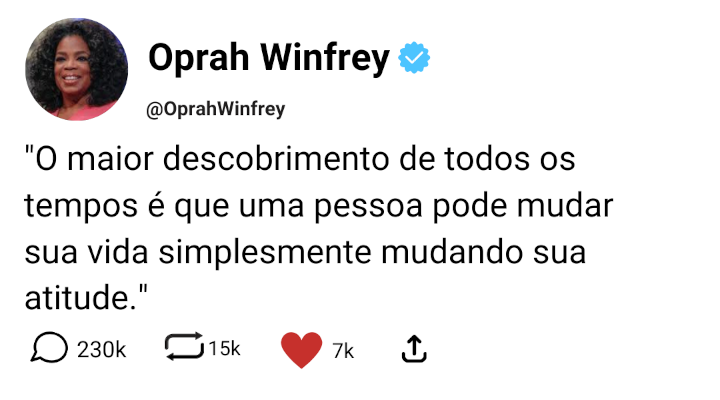 Oprah Winfrey
@OprahWinfrey
"O maior descobrimento de todos os
tempos é que uma pessoa pode mudar
sua vida simplesmente mudando sua
atitude."
230k 15k 7k